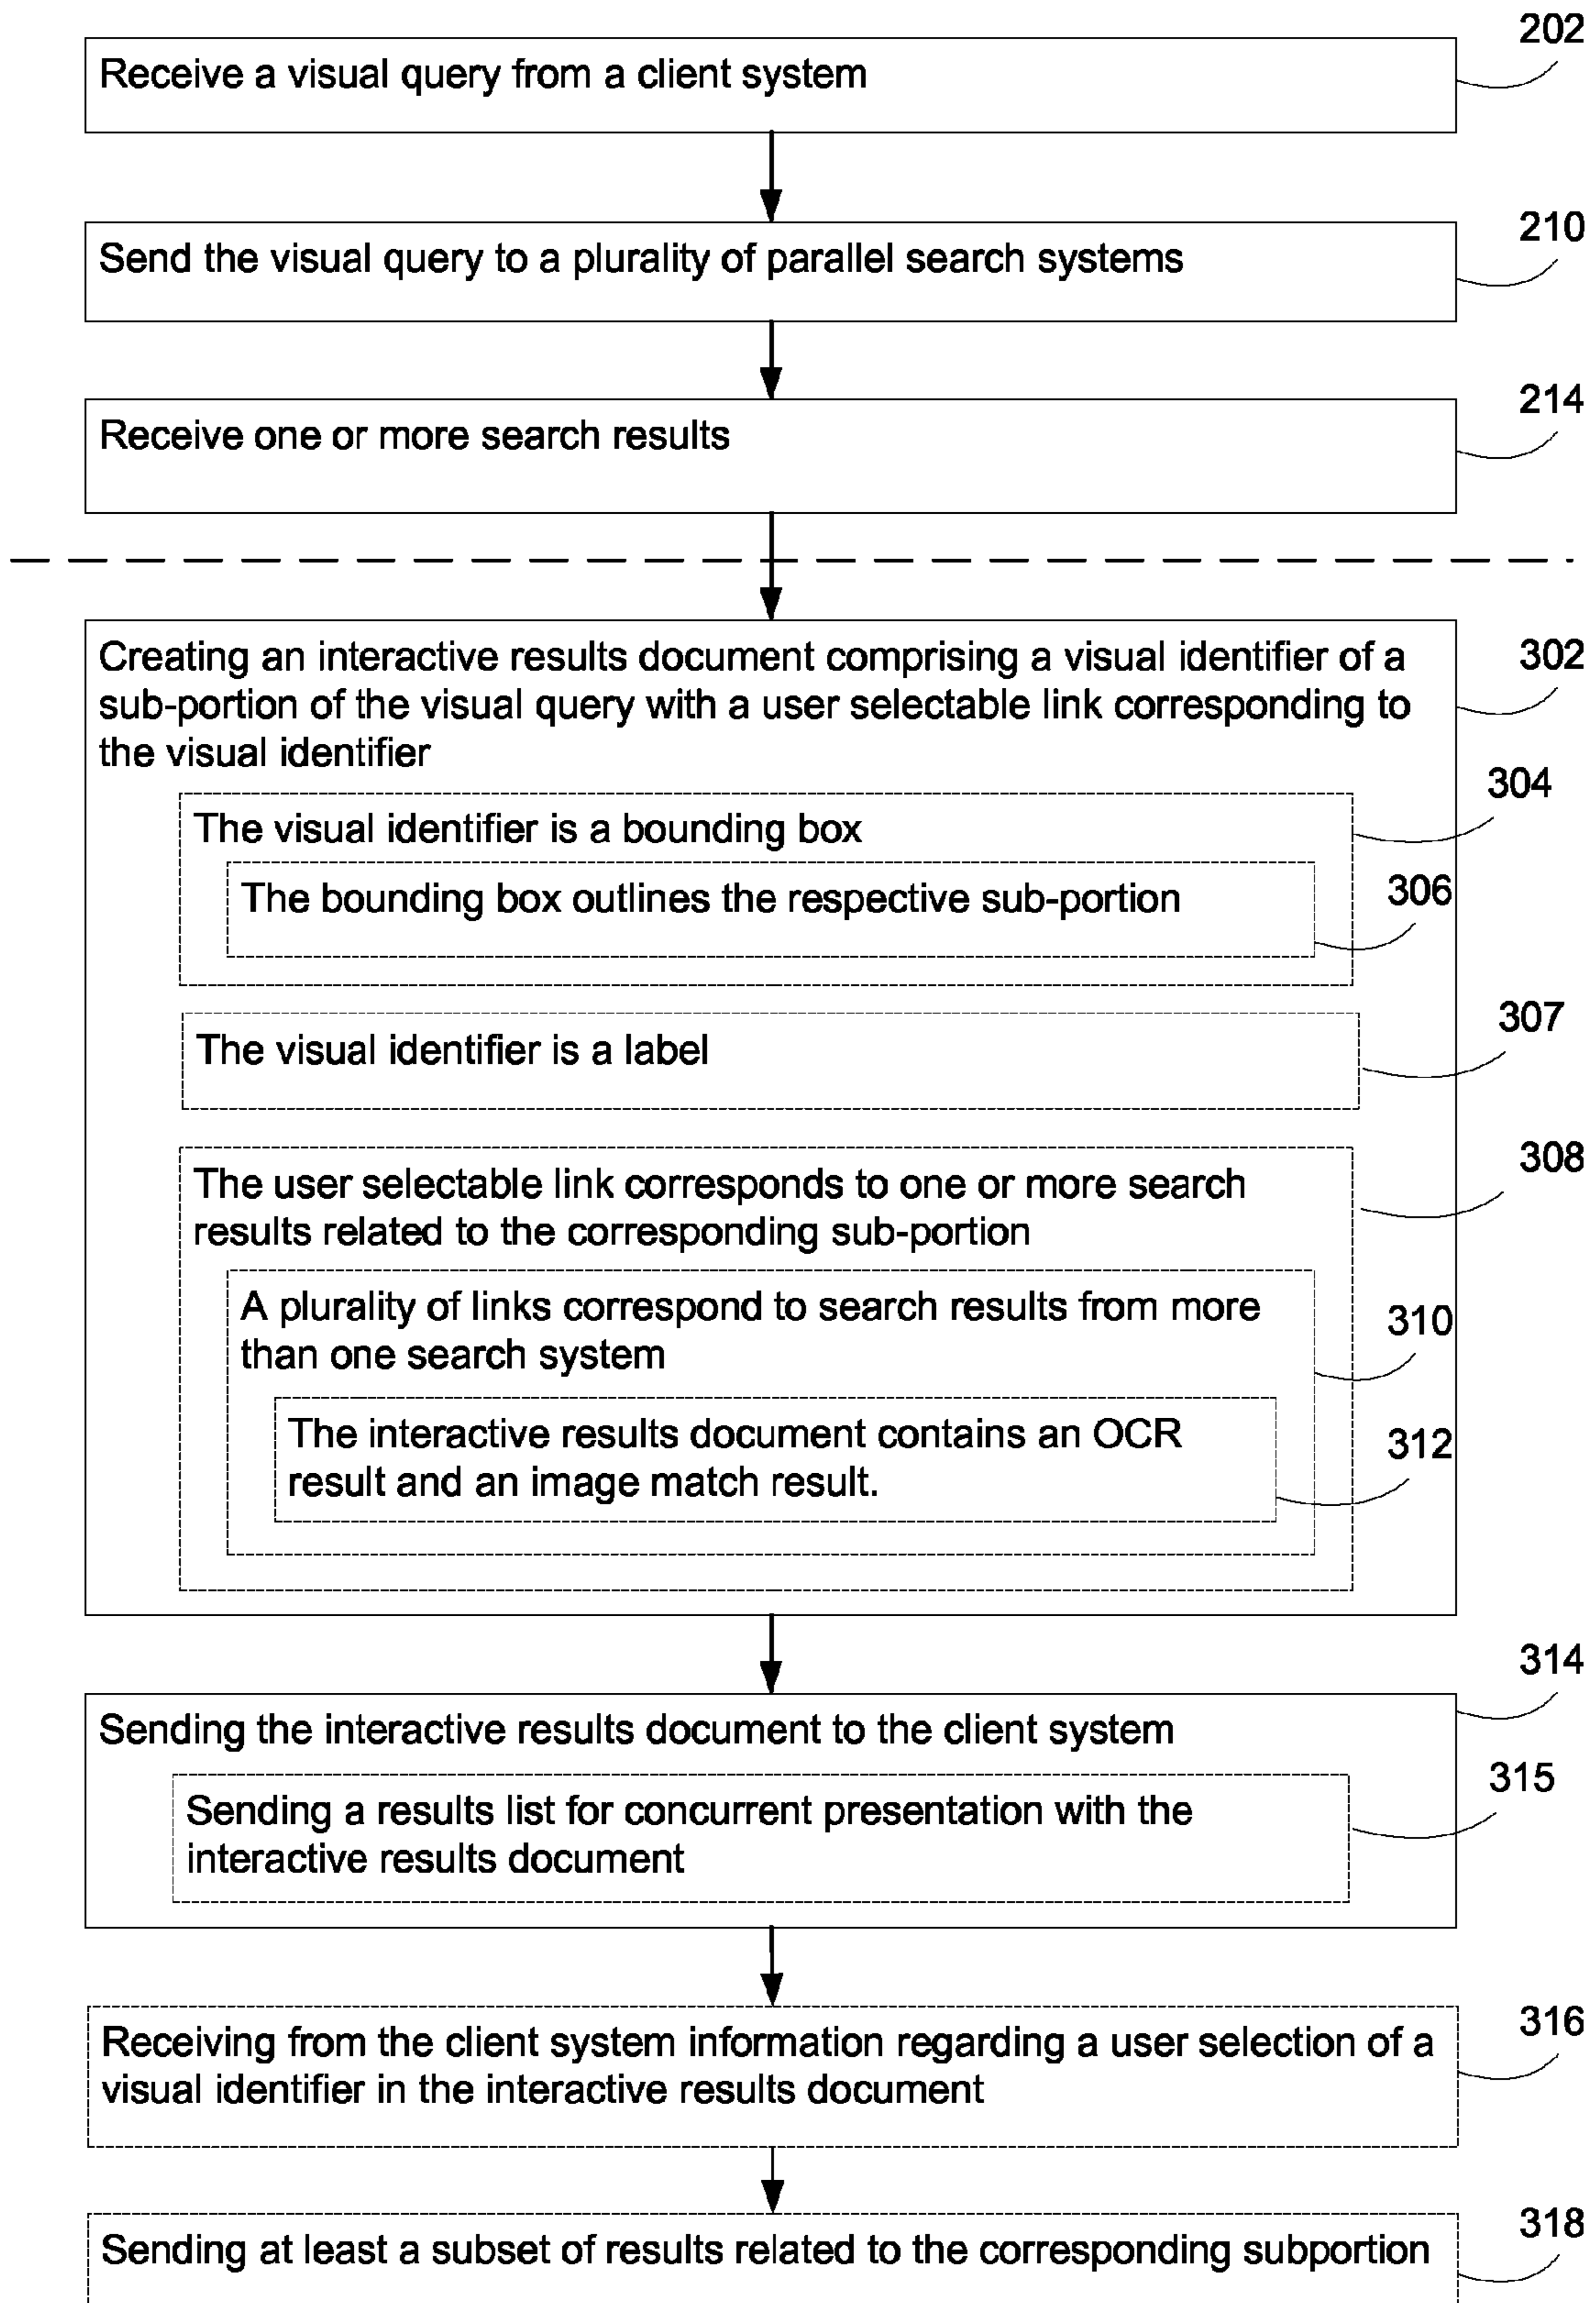 202
Receive a visual query from a client system
210
Send the visual query to a plurality of parallel search systems
214
Receive one or more search results
302
Creating an interactive results document comprising a visual identifier of a
sub-portion of the visual query with a user selectable link corresponding to
the visual identifier
304
The visual identifier is a bounding box
306
The bounding box outlines the respective sub-portion
307
The visual identifier is a label
308
The user selectable link corresponds to one or more search
results related to the corresponding sub-portion
310
A plurality of links correspond to search results from more
than one search system
312
The interactive results document contains an OCR
result and an image match result.
314
Sending the interactive results document to the client system
315
Sending a results list for concurrent presentation with the
interactive results document
316
Receiving from the client system information regarding a user selection of a
visual identifier in the interactive results document
318
Sending at least a subset of results related to the corresponding subportion